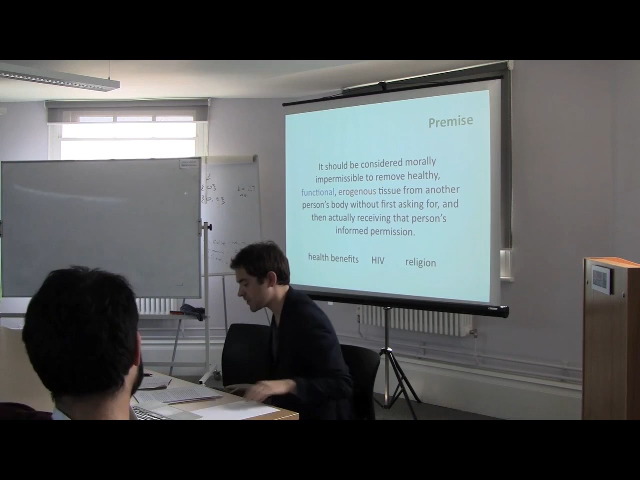 Premise
It should be considered morally
impermissible to remove healthy,
functional, erogenous tissue from another
person's body without first asking for, and
then actually receiving that person's
informed permission.
health benefits HIV religion